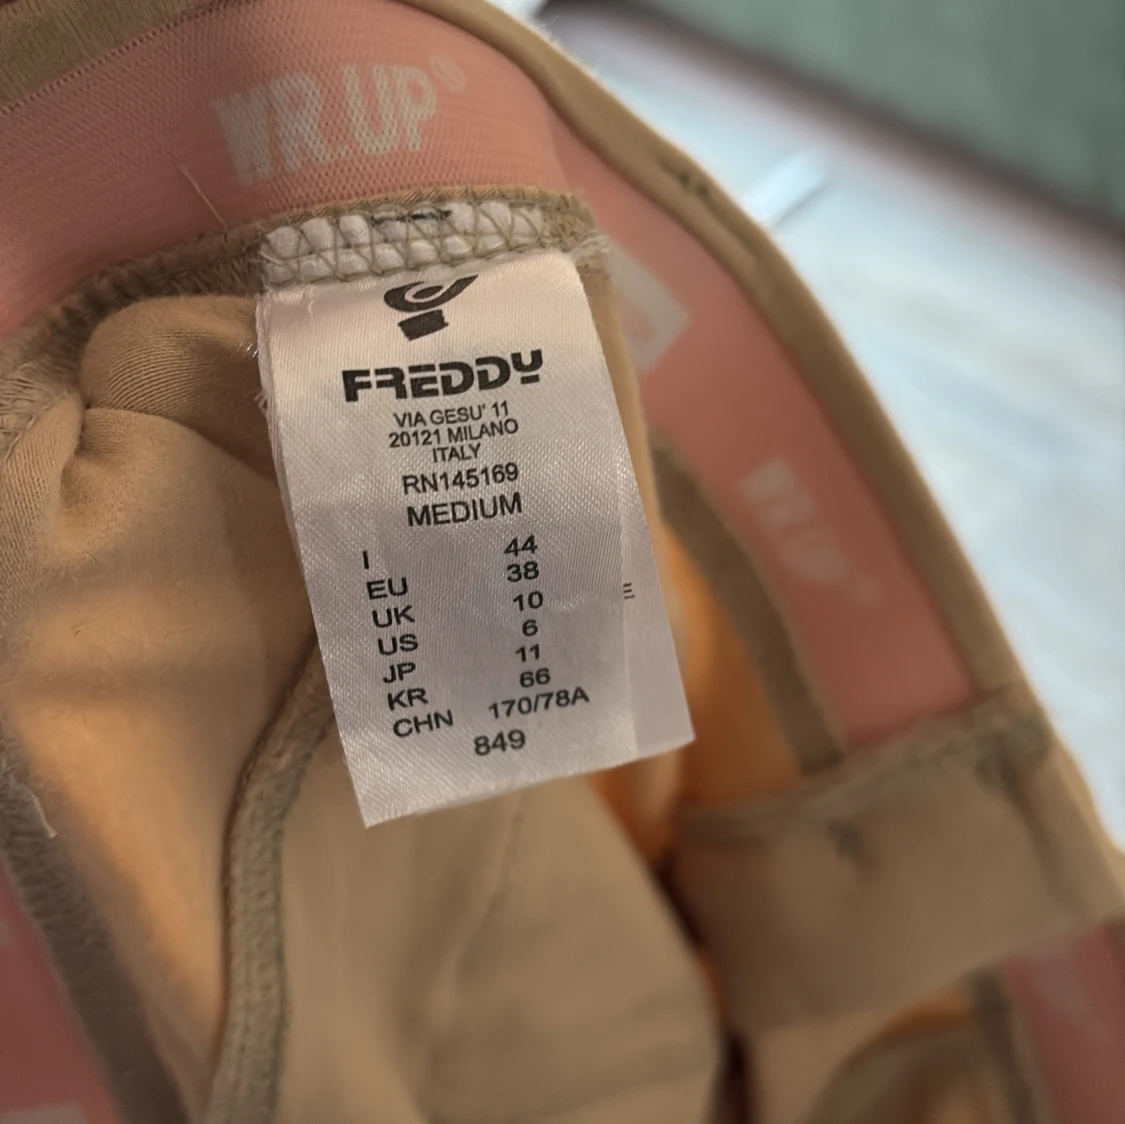 WR.UP®
FREDDY
VIA GESU' 11
20121 MILANO
ITALY
RN145169
MEDIUM
I 44
EU 38
UK 10
US 6
JP 11
KR 66
CHN 170/78A
849
WR.UP®